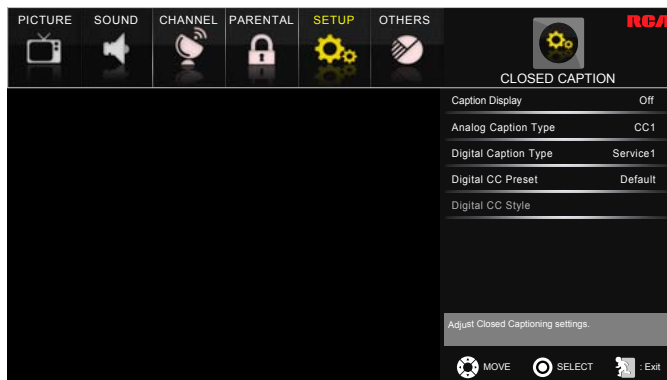 PICTURE SOUND CHANNEL PARENTAL SETUP OTHERS
RCA
CLOSED CAPTION
Caption Display Off
Analog Caption Type CC1
Digital Caption Type Service1
Digital CC Preset Default
Digital CC Style
Adjust Closed Captioning settings.
MOVE SELECT : Exit